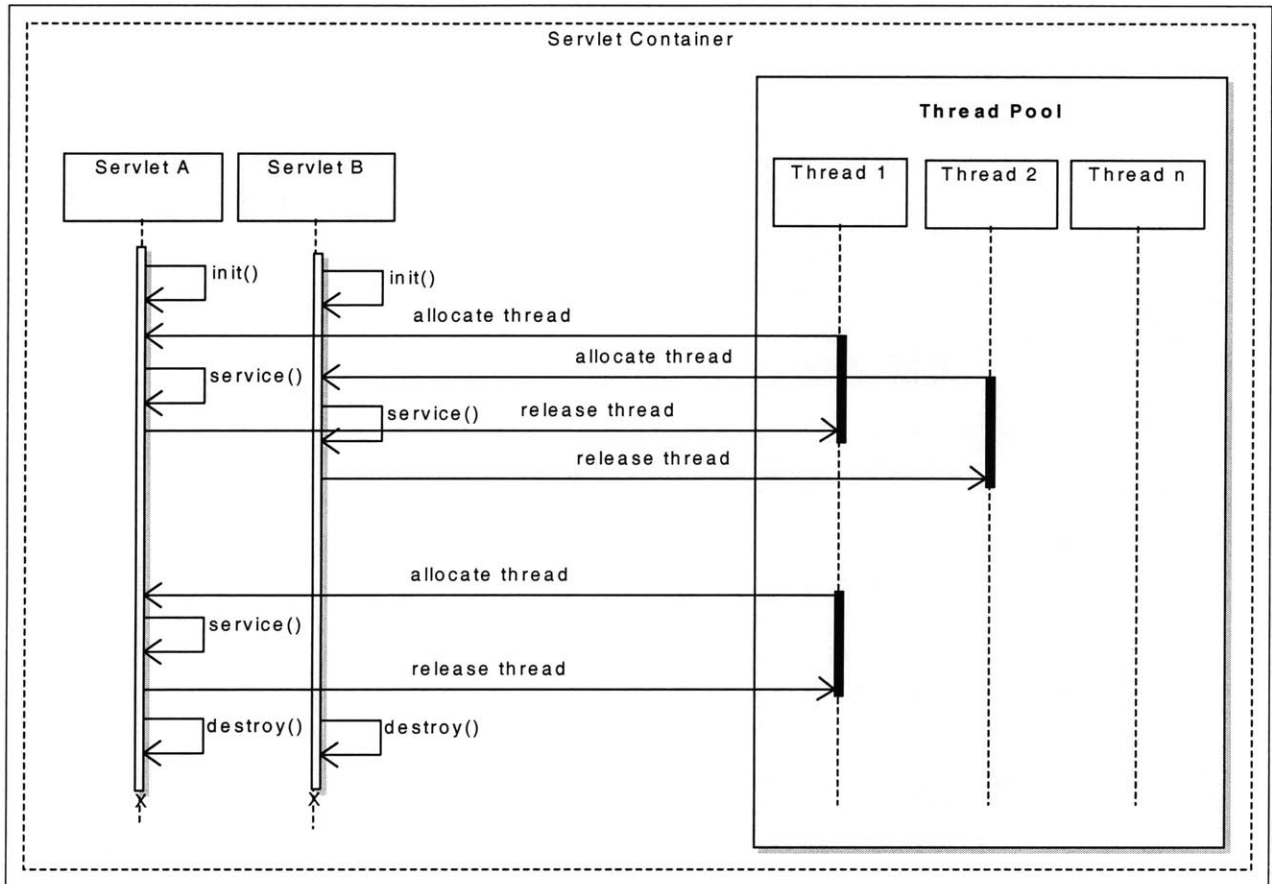 Servlet Container
Thread Pool
Servlet A
Servlet B
Thread 1
Thread 2
Thread n
init()
init()
allocate thread
allocate thread
service()
service()
release thread
release thread
allocate thread
service()
release thread
destroy()
destroy()
X
X